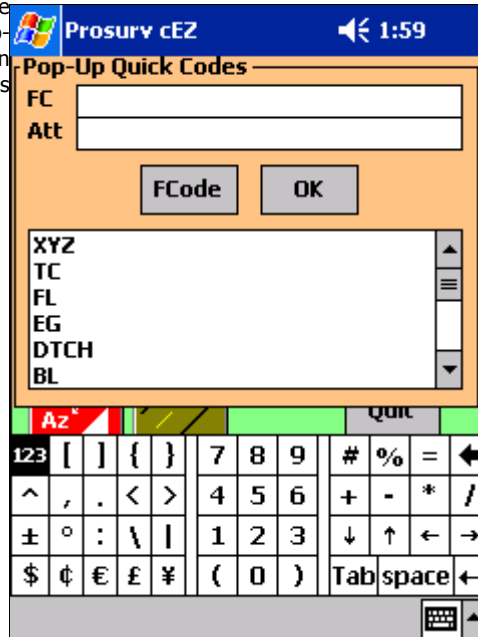 e
o-
n
s
Prosurv cEZ 1:59
Pop-Up Quick Codes
FC
Att
FCode OK
XYZ
TC
FL
EG
DTCH
BL
Az Quit
123 [ ] { } 7 8 9 # % = ←
^ , . < > 4 5 6 + - * /
± ° : \ | 1 2 3 ↓ ↑ ← →
$ ¢ € £ ¥ ( 0 ) Tab space ←